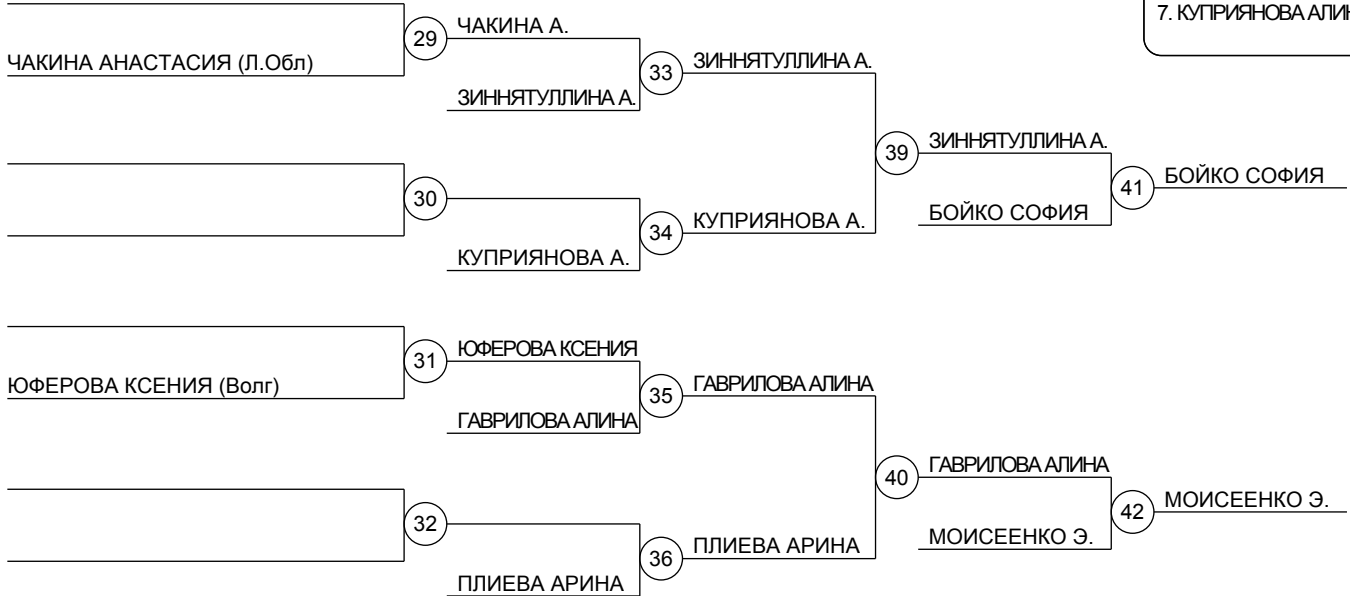 7. КУПРИЯНОВА
29
ЧАКИНА А.
ЧАКИНА АНАСТАСИЯ (Л.Обл)
33
ЗИННЯТУЛЛИНА А.
ЗИННЯТУЛЛИНА А.
39
ЗИННЯТУЛЛИНА А.
41
БОЙКО СОФИЯ
30
34
КУПРИЯНОВА А.
БОЙКО СОФИЯ
КУПРИЯНОВА А.
31
ЮФЕРОВА КСЕНИЯ
ЮФЕРОВА КСЕНИЯ (Волг)
35
ГАВРИЛОВА АЛИНА
ГАВРИЛОВА АЛИНА
40
ГАВРИЛОВА АЛИНА
42
МОИСЕЕНКО Э.
32
36
ПЛИЕВА АРИНА
МОИСЕЕНКО Э.
ПЛИЕВА АРИНА